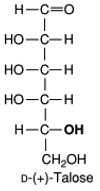 H–C=O
HO–C–H
HO–C–H
HO–C–H
H–C–OH
CH₂OH
D-(+)-Talose